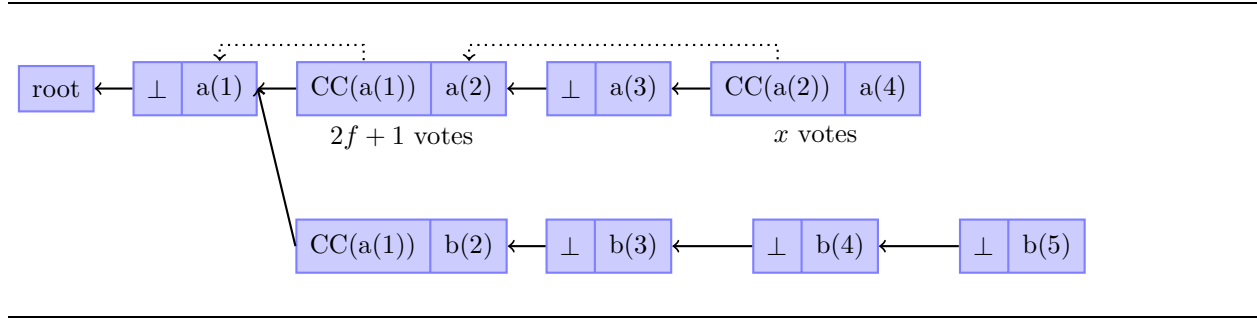 root ⊥ a(1) CC(a(1)) a(2) ⊥ a(3) CC(a(2)) a(4)
2f + 1 votes x votes
CC(a(1)) b(2) ⊥ b(3) ⊥ b(4) ⊥ b(5)